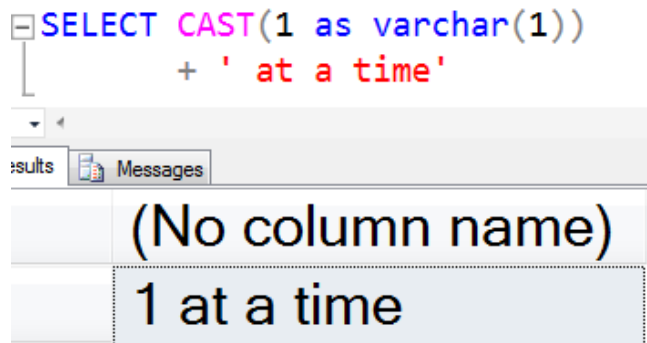 SELECT CAST(1 as varchar(1))
+ ' at a time'
esults Messages
(No column name)
1 at a time